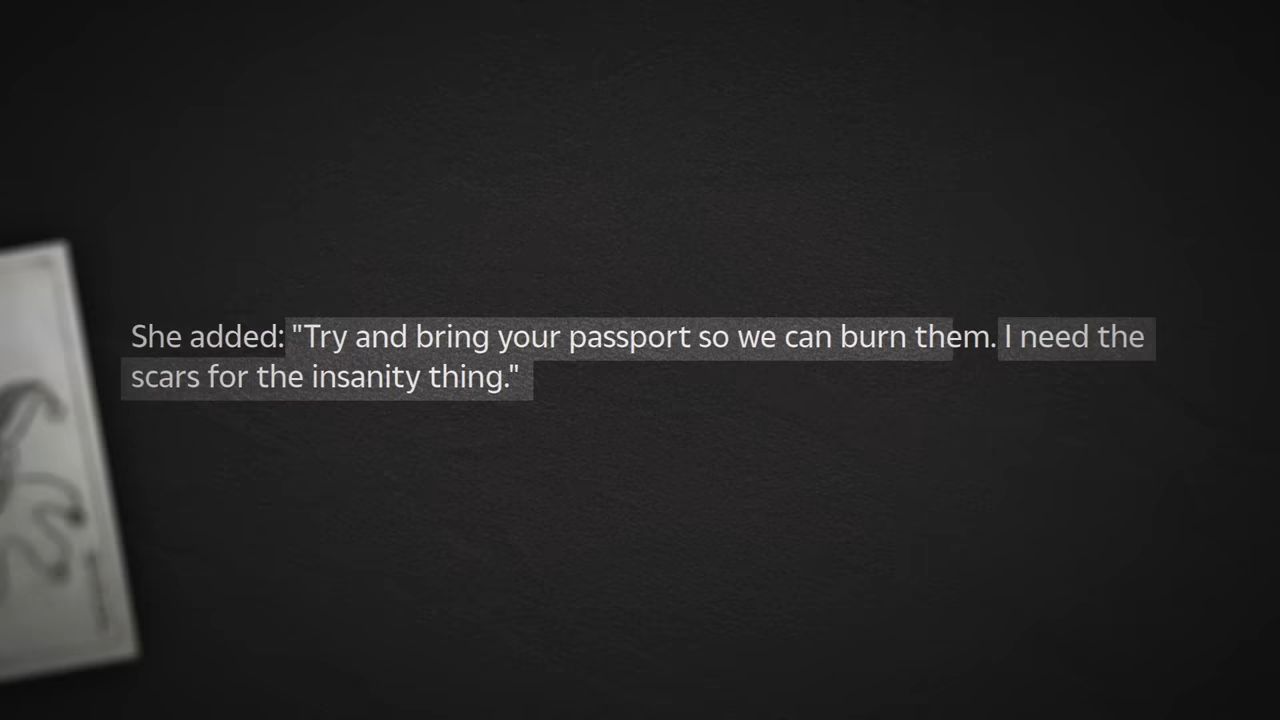 She added: "Try and bring your passport so we can burn them. I need the
scars for the insanity thing."